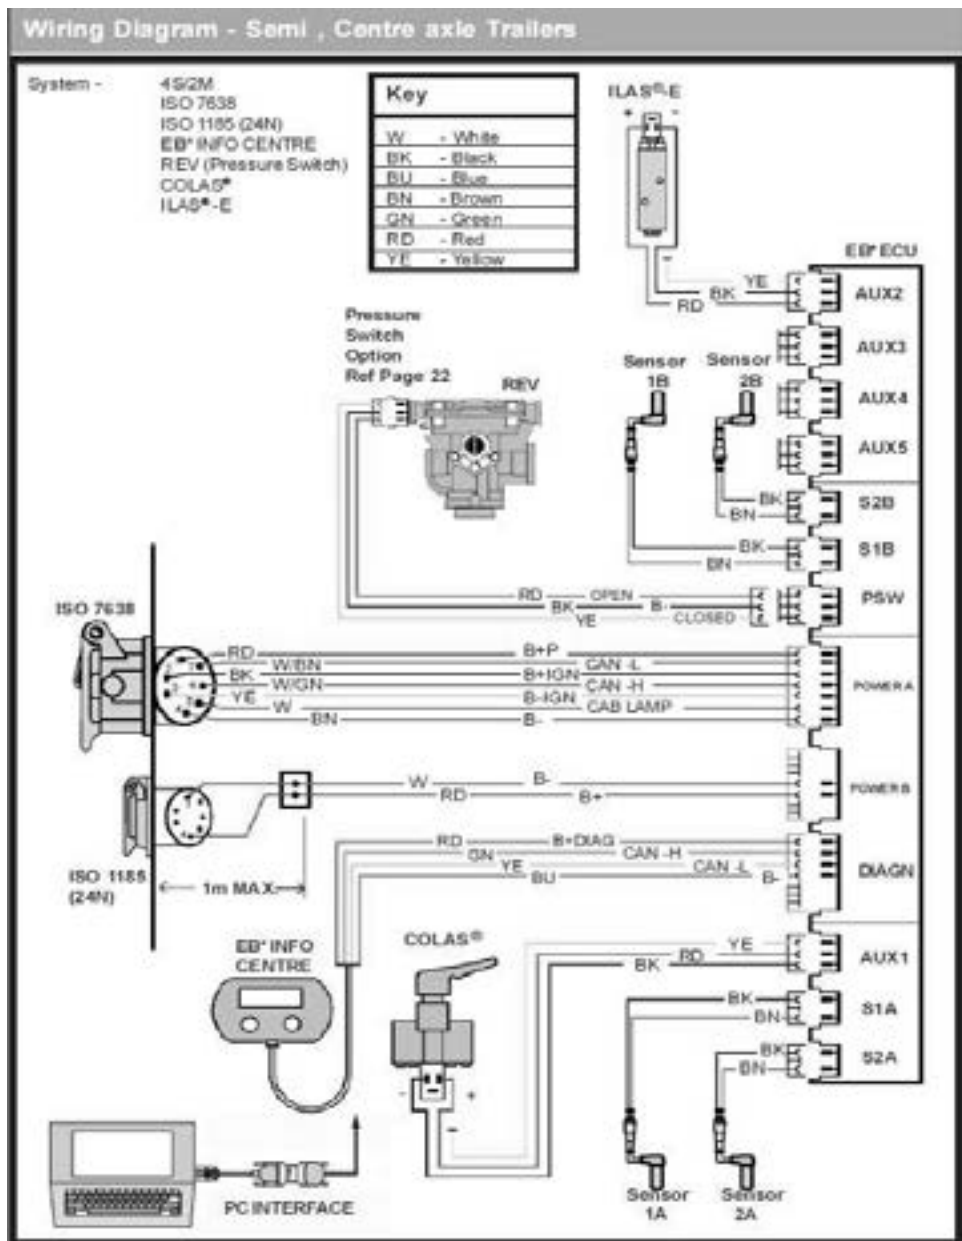 Wiring Diagram - Semi , Centre axle Trailers
System -
4S/2M
ISO 7638
ISO 1185 (24N)
EB+ INFO CENTRE
REV (Pressure Switch)
COLAS®
ILAS®-E
Key
W - White
BK - Black
BU - Blue
BN - Brown
GN - Green
RD - Red
YE - Yellow
ILAS®-E
+ -
-
YE
BK
RD
EB+ ECU
AUX2
AUX3
AUX4
AUX5
S2B
S1B
PSW
POWER A
POWER B
DIAGN
AUX1
S1A
S2A
Pressure
Switch
Option
Ref Page 22
REV
Sensor
1B
Sensor
2B
BK
BN
BK
BN
RD OPEN
BK B-
YE CLOSED
ISO 7638
RD B+P
W/BN CAN -L
BK B+IGN
W/GN CAN -H
YE B-IGN
W CAB LAMP
BN B-
W B-
RD B+
ISO 1185
(24N)
1m MAX.
RD B+DIAG
GN CAN -H
YE CAN -L
BU B-
EB+ INFO
CENTRE
COLAS®
YE
RD
BK
BK
BN
BK
BN
- +
-
PC INTERFACE
Sensor
1A
Sensor
2A